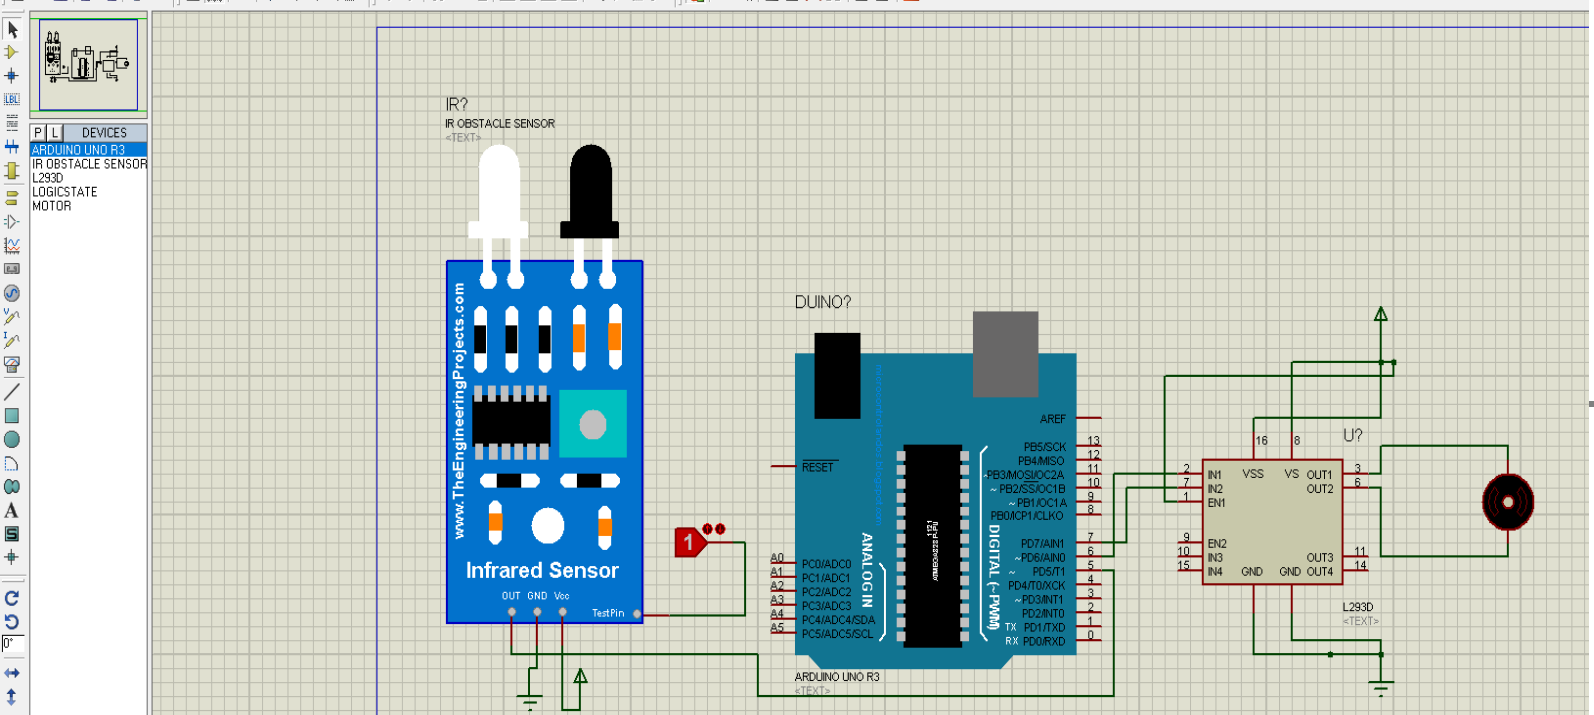 P L DEVICES
ARDUINO UNO R3
IR OBSTACLE SENSOR
L293D
LOGICSTATE
MOTOR
LBL
A
S
0°
IR?
IR OBSTACLE SENSOR
<TEXT>
www.TheEngineeringProjects.com
Infrared Sensor
OUT GND Vcc
TestPin
1
DUINO?
RESET
AREF
PB5/SCK 13
PB4/MISO 12
~PB3/MOSI/OC2A 11
~ PB2/SS/OC1B 10
~ PB1/OC1A 9
PB0/ICP1/CLKO 8
PD7/AIN1 7
~ PD6/AIN0 6
~ PD5/T1 5
PD4/T0/XCK 4
~ PD3/INT1 3
PD2/INT0 2
TX PD1/TXD 1
RX PD0/RXD 0
DIGITAL (~PWM)
ANALOG IN
A0 PC0/ADC0
A1 PC1/ADC1
A2 PC2/ADC2
A3 PC3/ADC3
A4 PC4/ADC4/SDA
A5 PC5/ADC5/SCL
1121
ARDUINO UNO R3
<TEXT>
U?
16 8
2 IN1 VSS VS OUT1 3
7 IN2 OUT2 6
1 EN1
9 EN2
10 IN3 OUT3 11
15 IN4 GND GND OUT4 14
L293D
<TEXT>